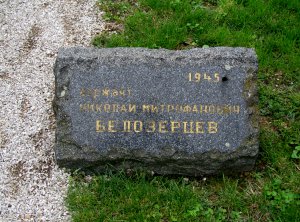 1945
сержант
НИКОЛАЙ МИТРОФАНОВИЧ
БЕЛОЗЕРЦЕВ